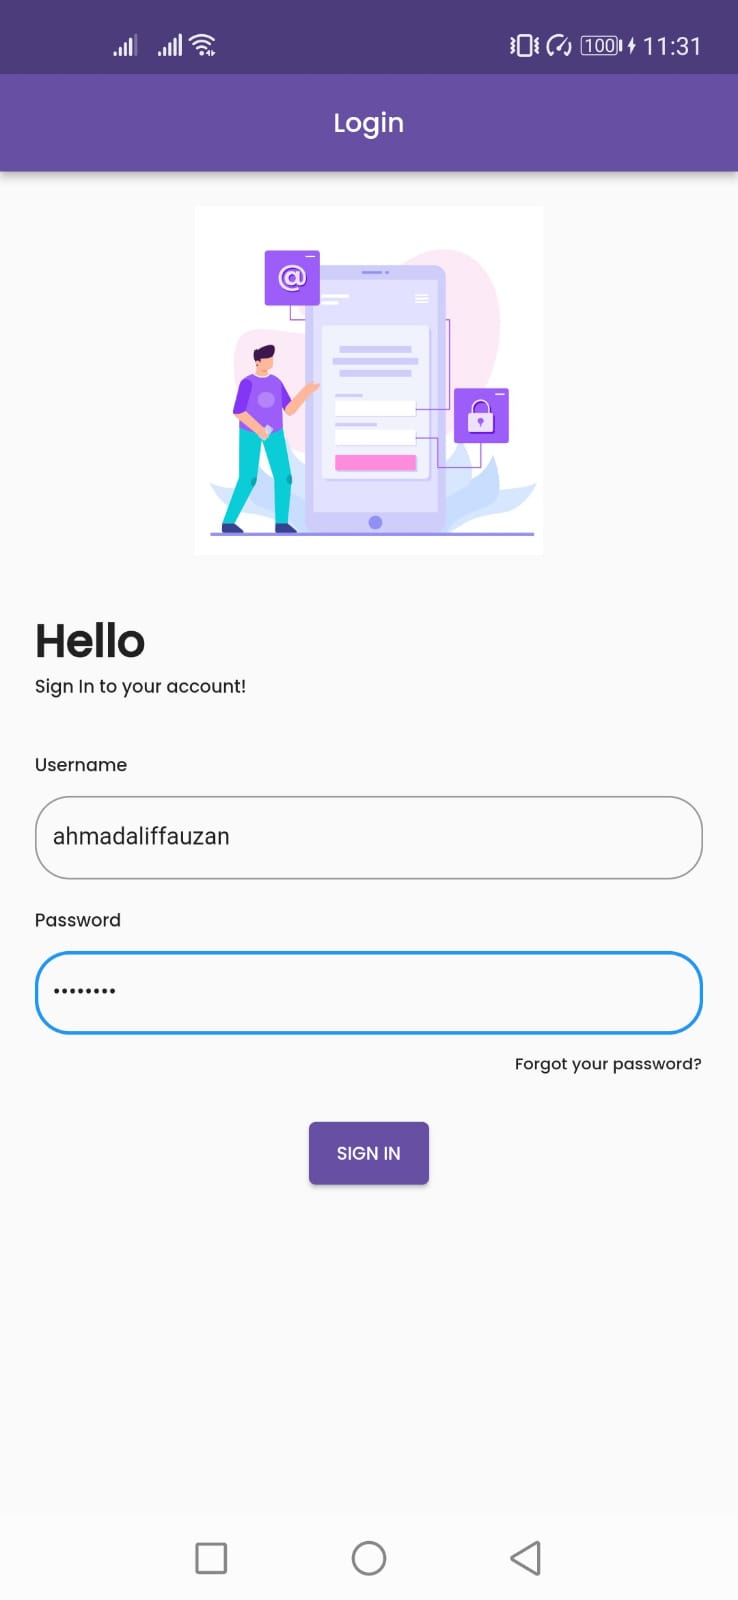 100 11:31
Login
@
Hello
Sign In to your account!
Username
ahmadaliffauzan
Password
••••••••
Forgot your password?
SIGN IN